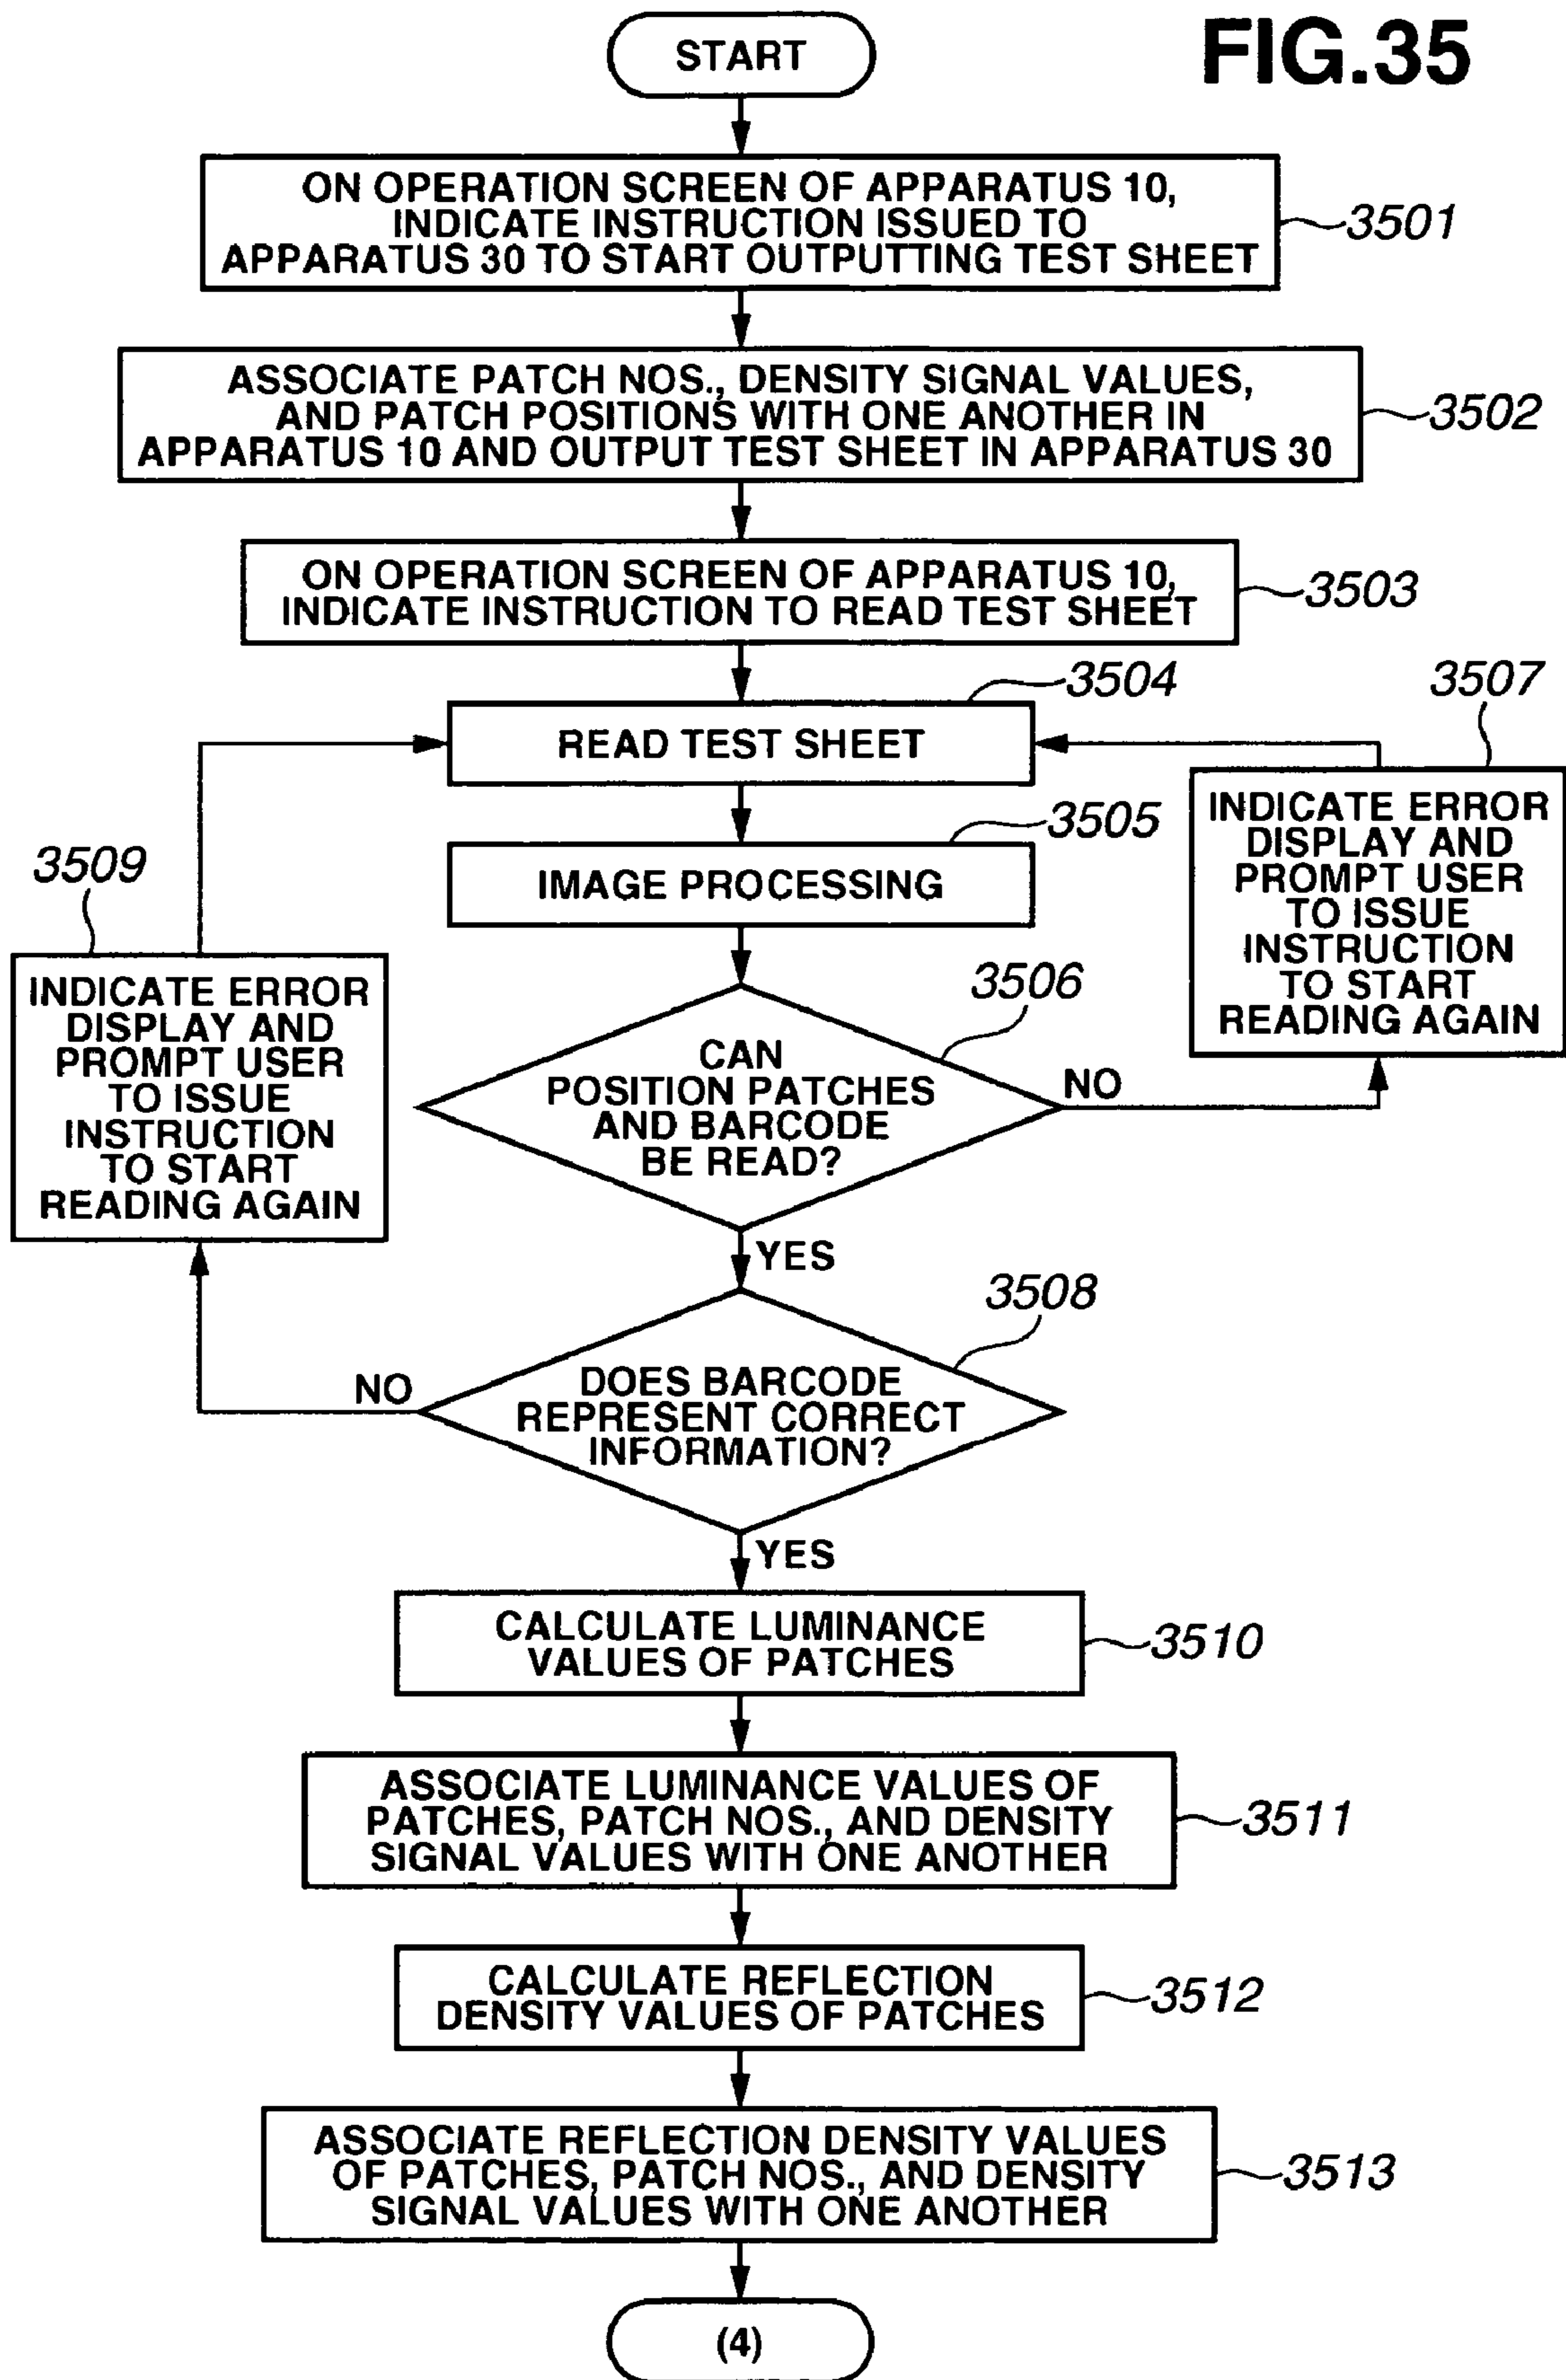 FIG.35
START
ON OPERATION SCREEN OF APPARATUS 10,
INDICATE INSTRUCTION ISSUED TO
APPARATUS 30 TO START OUTPUTTING TEST SHEET
3501
ASSOCIATE PATCH NOS., DENSITY SIGNAL VALUES,
AND PATCH POSITIONS WITH ONE ANOTHER IN
APPARATUS 10 AND OUTPUT TEST SHEET IN APPARATUS 30
3502
ON OPERATION SCREEN OF APPARATUS 10,
INDICATE INSTRUCTION TO READ TEST SHEET
3503
3504
READ TEST SHEET
3507
INDICATE ERROR
DISPLAY AND
PROMPT USER
TO ISSUE
INSTRUCTION
TO START
READING AGAIN
3505
IMAGE PROCESSING
3509
INDICATE ERROR
DISPLAY AND
PROMPT USER
TO ISSUE
INSTRUCTION
TO START
READING AGAIN
3506
CAN
POSITION PATCHES
AND BARCODE
BE READ?
NO
YES
3508
DOES BARCODE
REPRESENT CORRECT
INFORMATION?
NO
YES
CALCULATE LUMINANCE
VALUES OF PATCHES
3510
ASSOCIATE LUMINANCE VALUES OF
PATCHES, PATCH NOS., AND DENSITY
SIGNAL VALUES WITH ONE ANOTHER
3511
CALCULATE REFLECTION
DENSITY VALUES OF PATCHES
3512
ASSOCIATE REFLECTION DENSITY VALUES
OF PATCHES, PATCH NOS., AND DENSITY
SIGNAL VALUES WITH ONE ANOTHER
3513
(4)